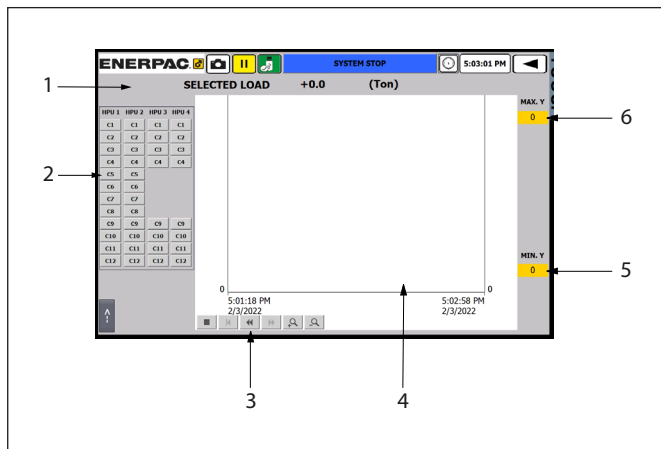 ENERPAC. SYSTEM STOP 5:03:01 PM
1 SELECTED LOAD +0.0 (Ton)
MAX. Y
0 6
HPU 1 HPU 2 HPU 3 HPU 4
C1 C1 C1 C1
C2 C2 C2 C2
C3 C3 C3 C3
C4 C4 C4 C4
2 C5 C5
C6 C6
C7 C7
C8 C8
C9 C9 C9 C9
C10 C10 C10 C10
C11 C11 C11 C11
C12 C12 C12 C12
MIN. Y
0 5
0 0
5:01:18 PM 5:02:58 PM
2/3/2022 2/3/2022
3 4